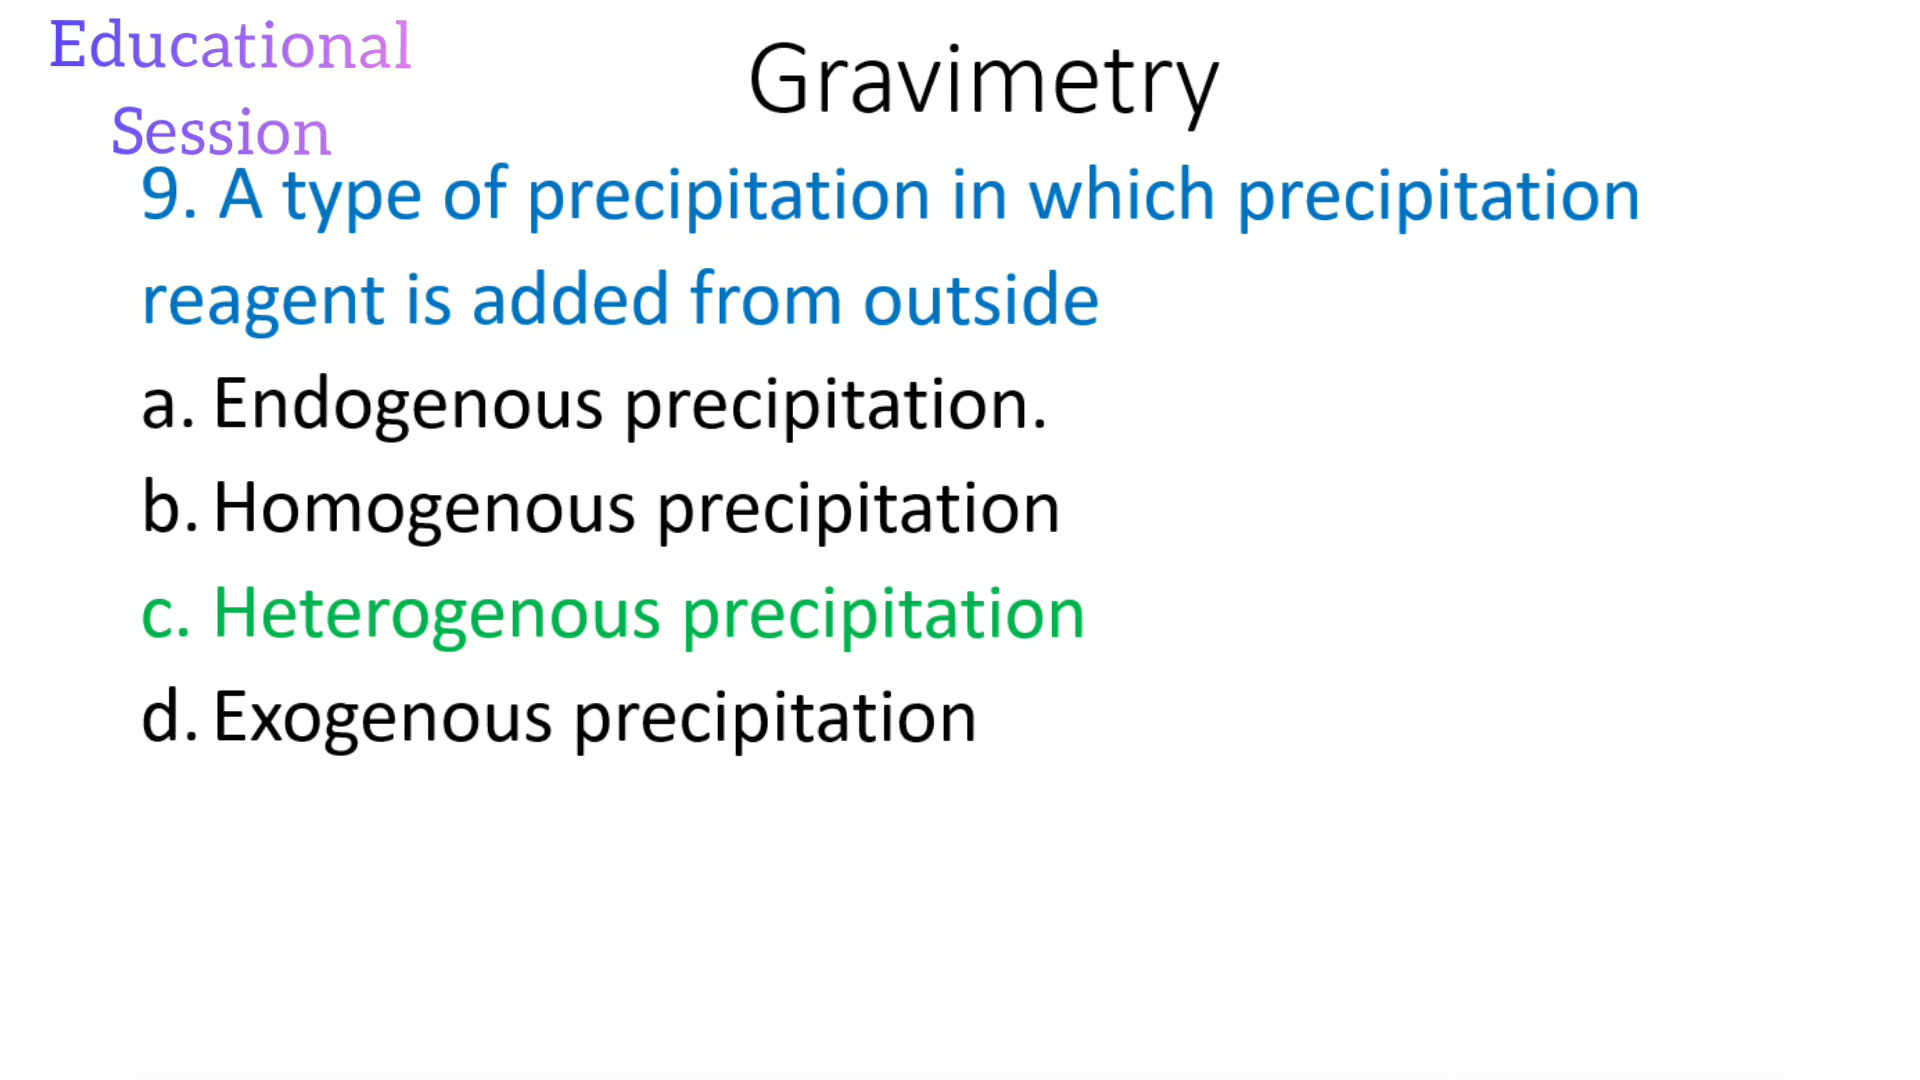 Educational
Session
Gravimetry
9. A type of precipitation in which precipitation
reagent is added from outside
a. Endogenous precipitation.
b. Homogenous precipitation
c. Heterogenous precipitation
d. Exogenous precipitation